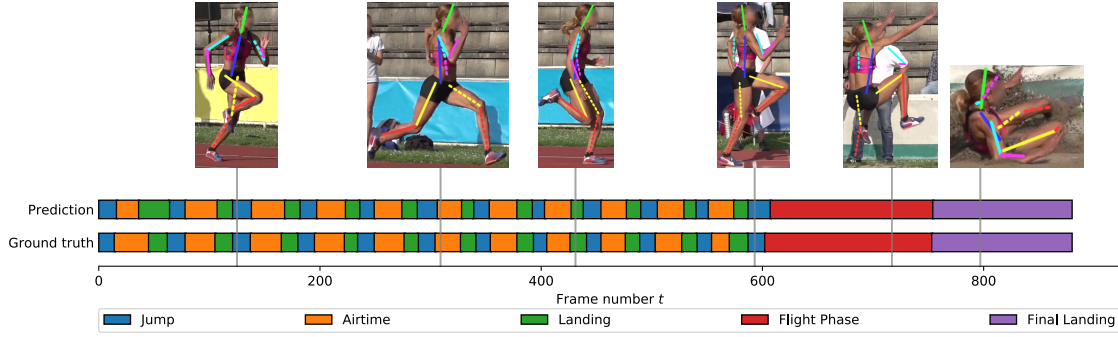 Prediction
Ground truth
0 200 400 600 800
Frame number t
Jump Airtime Landing Flight Phase Final Landing